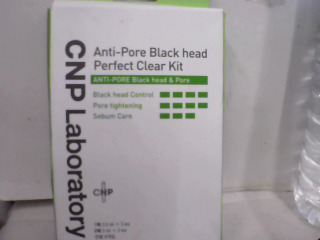 CNP Laboratory
Anti-Pore Black head
Perfect Clear Kit
ANTI-PORE Black head & Pore
Black head Control
Pore tightening
Sebum Care
CNP